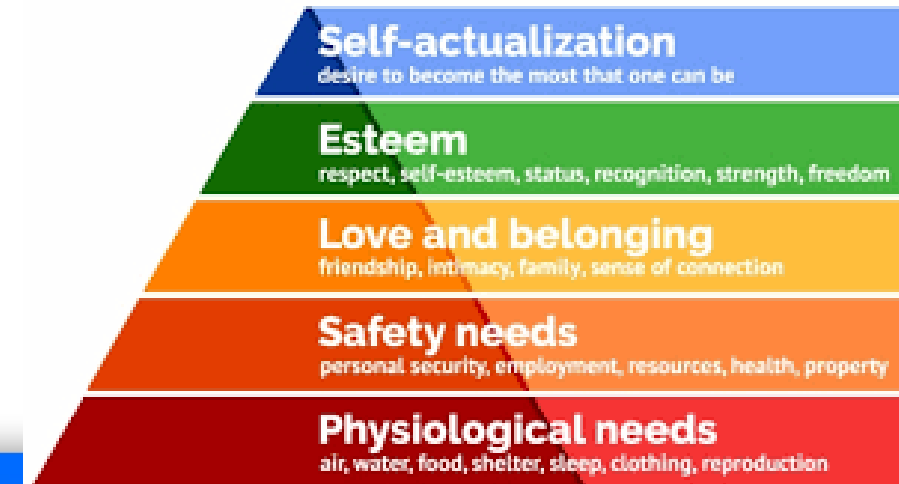 Self-actualization
desire to become the most that one can be
Esteem
respect, self-esteem, status, recognition, strength, freedom
Love and belonging
friendship, intimacy, family, sense of connection
Safety needs
personal security, employment, resources, health, property
Physiological needs
air, water, food, shelter, sleep, clothing, reproduction